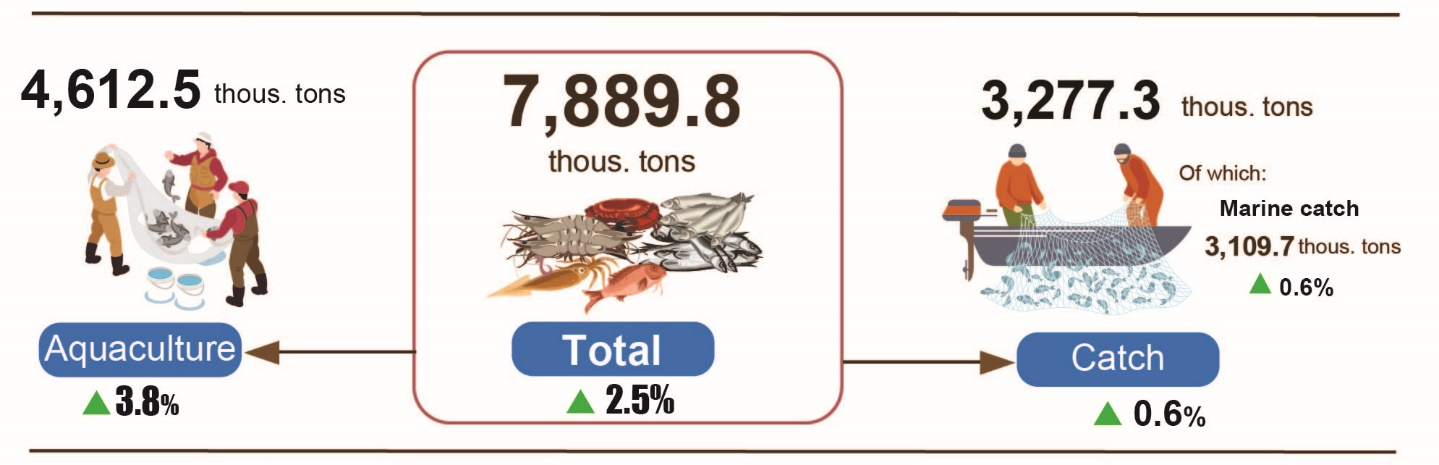 4,612.5 thous. tons
Aquaculture
▲ 3.8%
7,889.8
thous. tons
Total
▲ 2.5%
3,277.3 thous. tons
Of which:
Marine catch
3,109.7 thous. tons
▲ 0.6%
Catch
▲ 0.6%